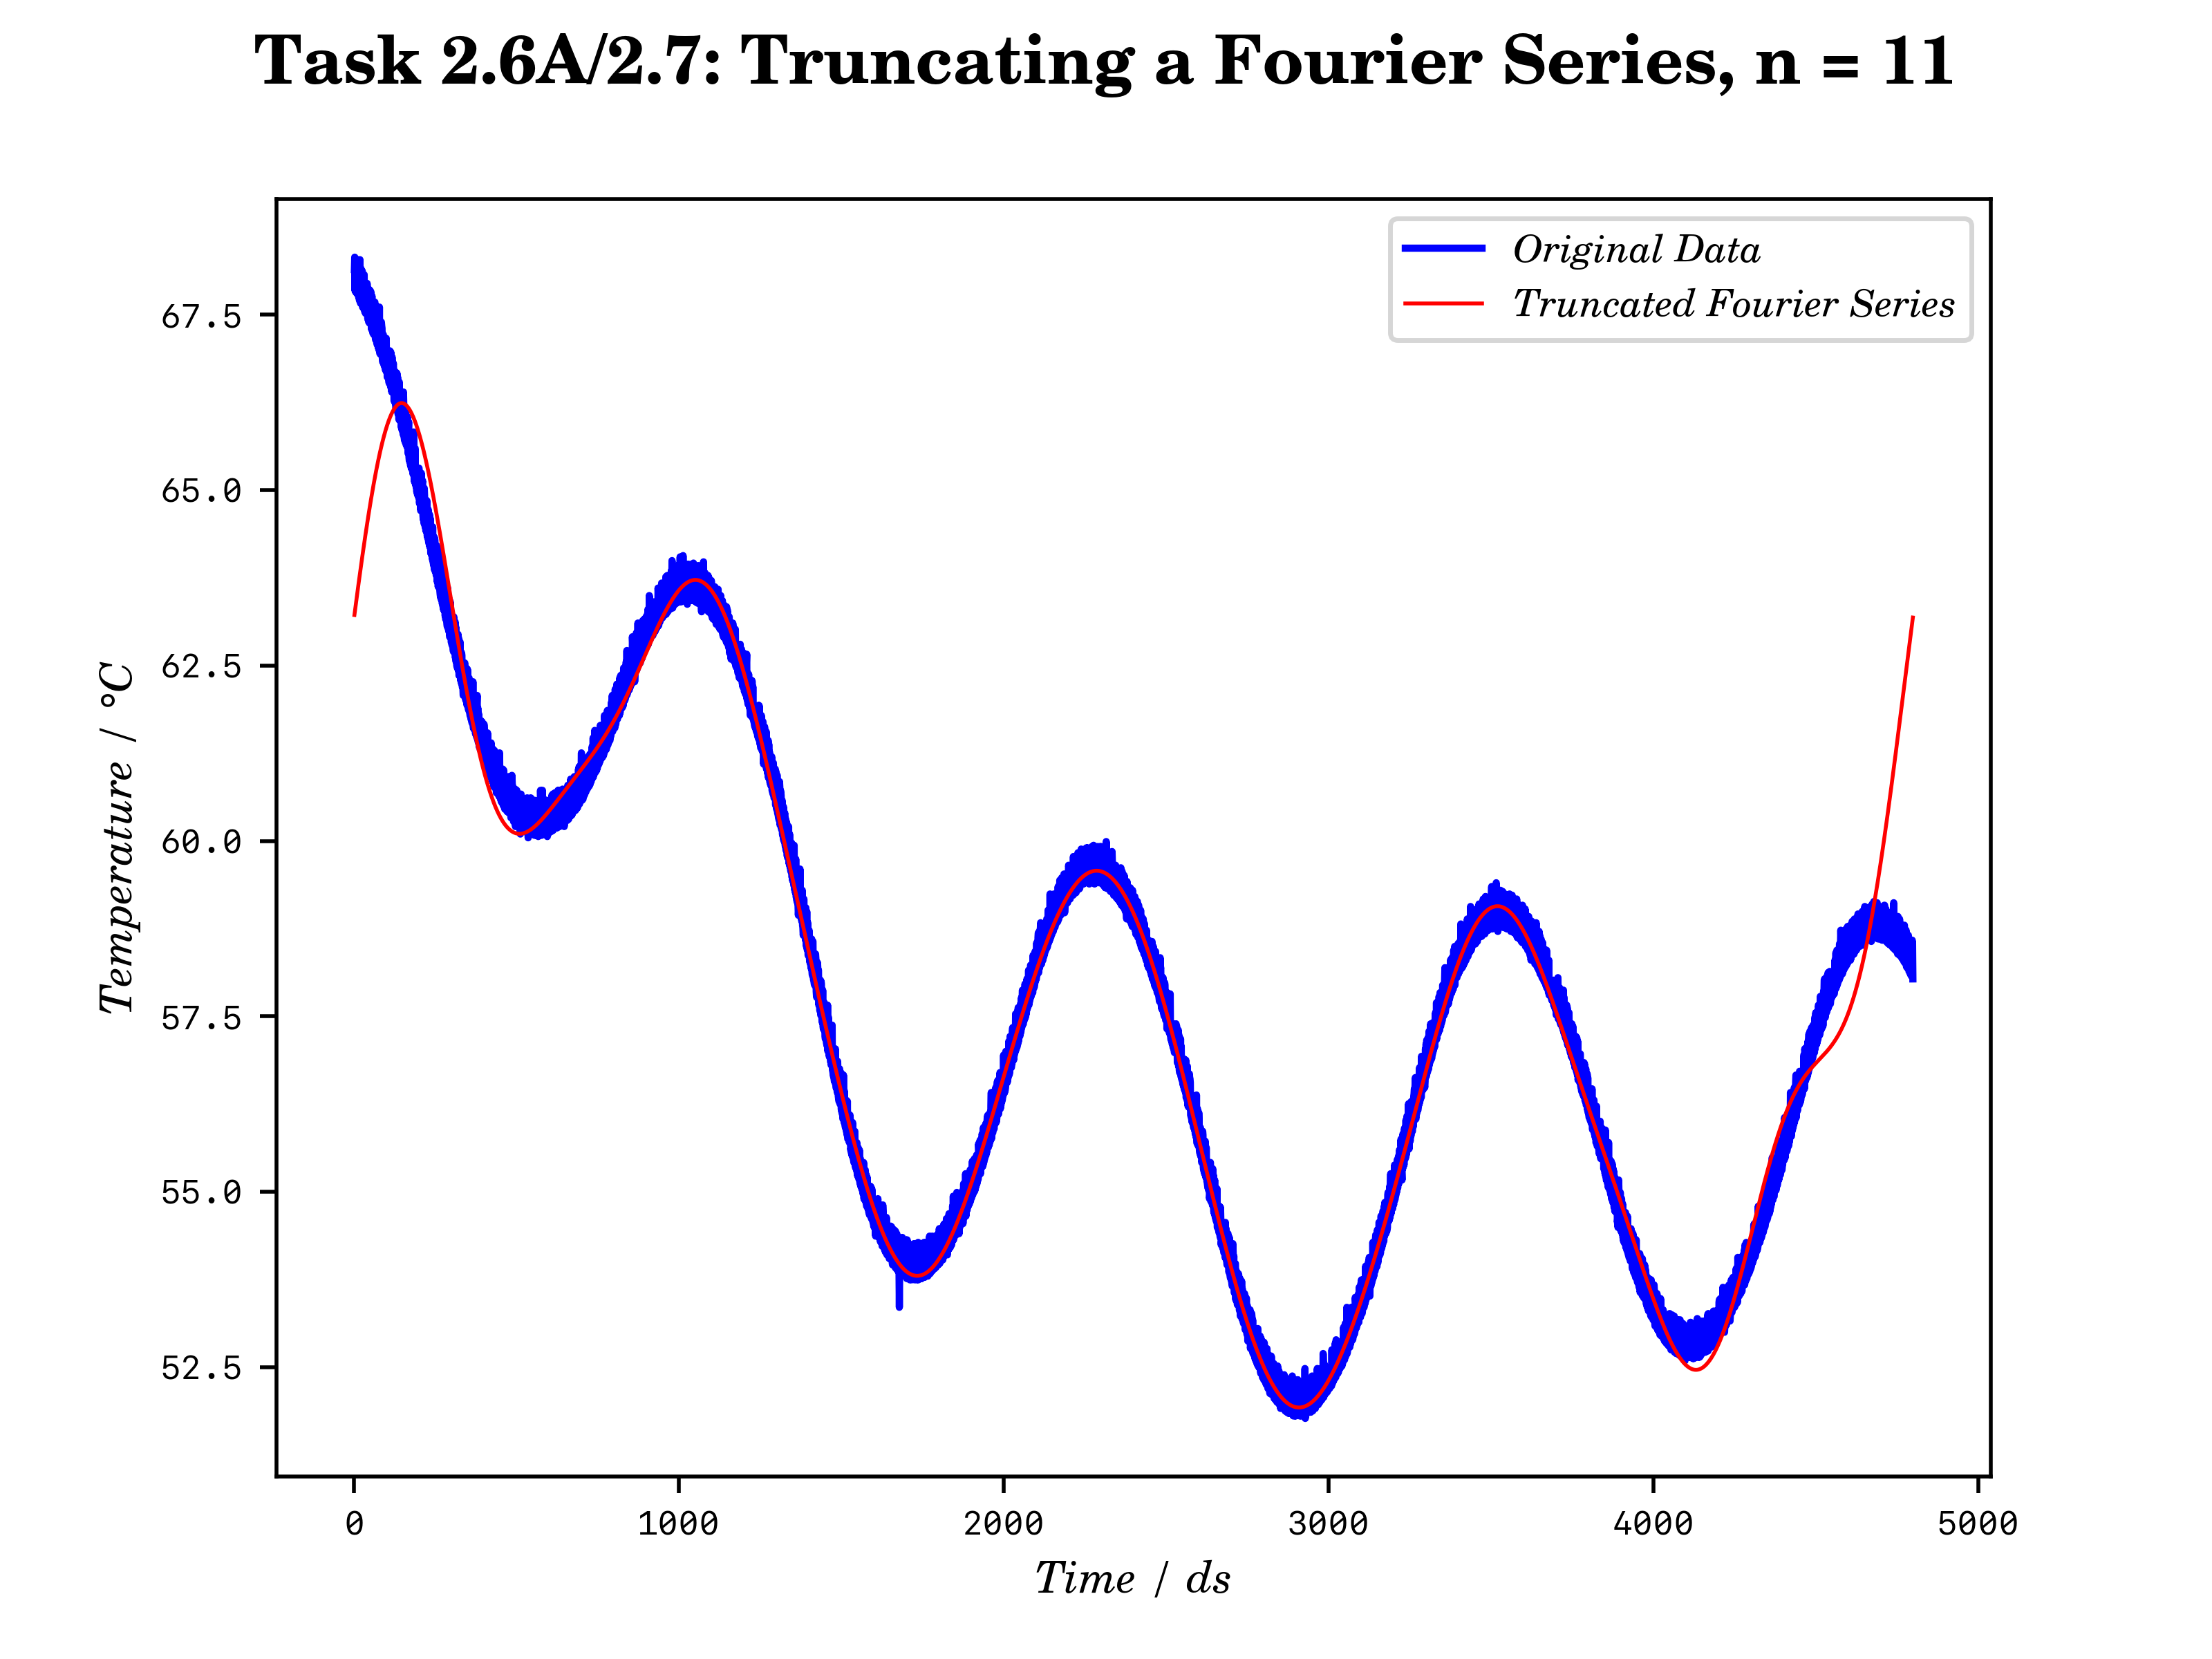 Task 2.6A/2.7: Truncating a Fourier Series, n = 11
Original Data
Truncated Fourier Series
67.5
65.0
62.5
60.0
57.5
55.0
52.5
Temperature / °C
0 1000 2000 3000 4000 5000
Time / ds